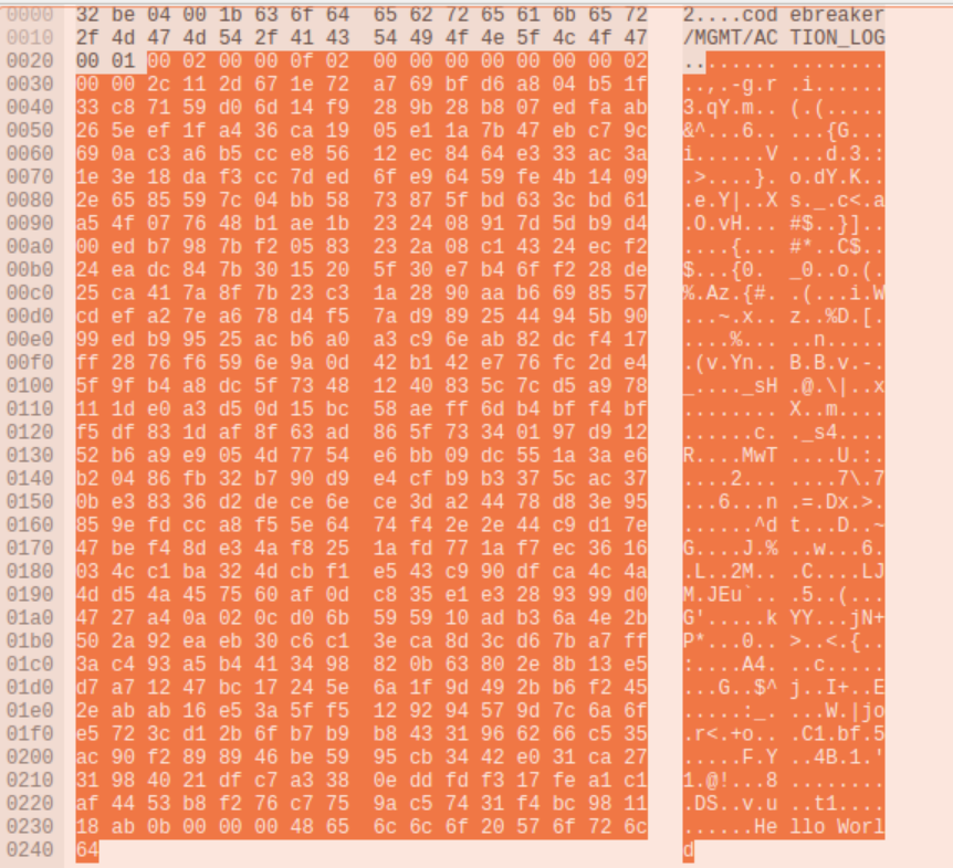 0000 32 be 04 00 1b 63 6f 64 65 62 72 65 61 6b 65 72 2....cod ebreaker
0010 2f 4d 47 4d 54 2f 41 43 54 49 4f 4e 5f 4c 4f 47 /MGMT/AC TION_LOG
0020 00 01 00 02 00 00 0f 02 00 00 00 00 00 00 00 02 ........ ........
0030 00 00 2c 11 2d 67 1e 72 a7 69 bf d6 a8 04 b5 1f ..,.-g.r .i......
0040 33 c8 71 59 d0 6d 14 f9 28 9b 28 b8 07 ed fa ab 3.qY.m.. (.(.....
0050 26 5e ef 1f a4 36 ca 19 05 e1 1a 7b 47 eb c7 9c &^...6.. ...{G...
0060 69 0a c3 a6 b5 cc e8 56 12 ec 84 64 e3 33 ac 3a i......V ...d.3.:
0070 1e 3e 18 da f3 cc 7d ed 6f e9 64 59 fe 4b 14 09 .>....}. o.dY.K..
0080 2e 65 85 59 7c 04 bb 58 73 87 5f bd 63 3c bd 61 .e.Y|..X s._.c<.a
0090 a5 4f 07 76 48 b1 ae 1b 23 24 08 91 7d 5d b9 d4 .O.vH... #$..}]..
00a0 00 ed b7 98 7b f2 05 83 23 2a 08 c1 43 24 ec f2 ....{... #*..C$..
00b0 24 ea dc 84 7b 30 15 20 5f 30 e7 b4 6f f2 28 de $...{0. _0..o.(.
00c0 25 ca 41 7a 8f 7b 23 c3 1a 28 90 aa b6 69 85 57 %.Az.{#. .(...i.W
00d0 cd ef a2 7e a6 78 d4 f5 7a d9 89 25 44 94 5b 90 ...~.x.. z..%D.[.
00e0 99 ed b9 95 25 ac b6 a0 a3 c9 6e ab 82 dc f4 17 ....%... ..n.....
00f0 ff 28 76 f6 59 6e 9a 0d 42 b1 42 e7 76 fc 2d e4 .(v.Yn.. B.B.v.-.
0100 5f 9f b4 a8 dc 5f 73 48 12 40 83 5c 7c d5 a9 78 _...._sH .@.\|..x
0110 11 1d e0 a3 d5 0d 15 bc 58 ae ff 6d b4 bf f4 bf ........ X..m....
0120 f5 df 83 1d af 8f 63 ad 86 5f 73 34 01 97 d9 12 ......c. ._s4....
0130 52 b6 a9 e9 05 4d 77 54 e6 bb 09 dc 55 1a 3a e6 R....MwT ....U.:.
0140 b2 04 86 fb 32 b7 90 d9 e4 cf b9 b3 37 5c ac 37 ....2... ....7\.7
0150 0b e3 83 36 d2 de ce 6e ce 3d a2 44 78 d8 3e 95 ...6...n .=.Dx.>.
0160 85 9e fd cc a8 f5 5e 64 74 f4 2e 2e 44 c9 d1 7e ......^d t...D..~
0170 47 be f4 8d e3 4a f8 25 1a fd 77 1a f7 ec 36 16 G....J.% ..w...6.
0180 03 4c c1 ba 32 4d cb f1 e5 43 c9 90 df ca 4c 4a .L..2M.. .C....LJ
0190 4d d5 4a 45 75 60 af 0d c8 35 e1 e3 28 93 99 d0 M.JEu`.. .5..(...
01a0 47 27 a4 0a 02 0c d0 6b 59 59 10 ad b3 6a 4e 2b G'.....k YY...jN+
01b0 50 2a 92 ea eb 30 c6 c1 3e ca 8d 3c d6 7b a7 ff P*...0.. >..<.{..
01c0 3a c4 93 a5 b4 41 34 98 82 0b 63 80 2e 8b 13 e5 :....A4. ..c.....
01d0 d7 a7 12 47 bc 17 24 5e 6a 1f 9d 49 2b b6 f2 45 ...G..$^ j..I+..E
01e0 2e ab ab 16 e5 3a 5f f5 12 92 94 57 9d 7c 6a 6f .....:_. ...W.|jo
01f0 e5 72 3c d1 2b 6f b7 b9 b8 43 31 96 62 66 c5 35 .r<.+o.. .C1.bf.5
0200 ac 90 f2 89 89 46 be 59 95 cb 34 42 e0 31 ca 27 .....F.Y ..4B.1.'
0210 31 98 40 21 df c7 a3 38 0e dd fd f3 17 fe a1 c1 1.@!...8 ........
0220 af 44 53 b8 f2 76 c7 75 9a c5 74 31 f4 bc 98 11 .DS..v.u ..t1....
0230 18 ab 0b 00 00 00 48 65 6c 6c 6f 20 57 6f 72 6c ......He llo Worl
0240 64 d